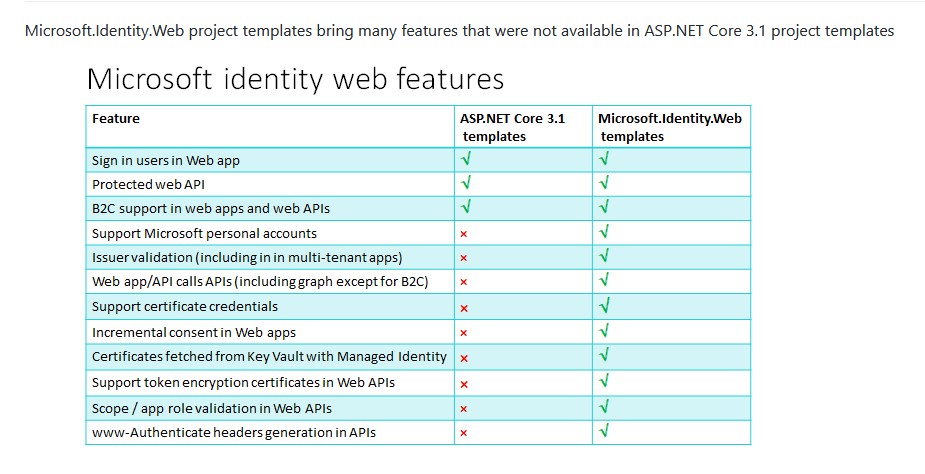 Microsoft.Identity.Web project templates bring many features that were not available in ASP.NET Core 3.1 project templates
Microsoft identity web features
Feature ASP.NET Core 3.1 templates Microsoft.Identity.Web templates
Sign in users in Web app √ √
Protected web API √ √
B2C support in web apps and web APIs √ √
Support Microsoft personal accounts × √
Issuer validation (including in in multi-tenant apps) × √
Web app/API calls APIs (including graph except for B2C) × √
Support certificate credentials × √
Incremental consent in Web apps × √
Certificates fetched from Key Vault with Managed Identity × √
Support token encryption certificates in Web APIs × √
Scope / app role validation in Web APIs × √
www-Authenticate headers generation in APIs × √